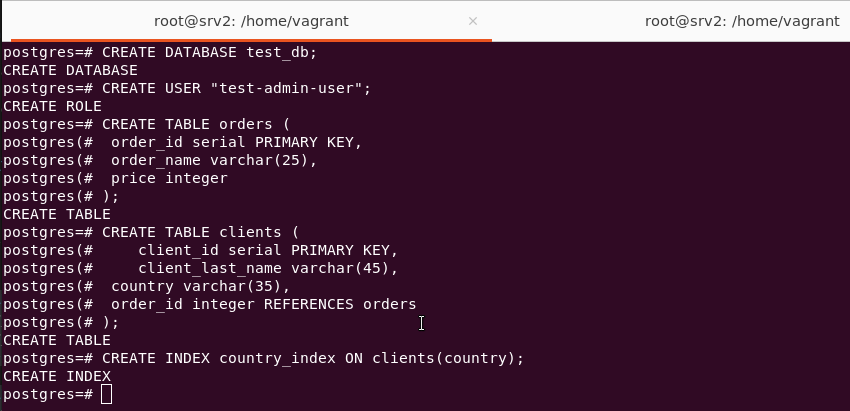 root@srv2: /home/vagrant × root@srv2: /home/vagrant
postgres=# CREATE DATABASE test_db;
CREATE DATABASE
postgres=# CREATE USER "test-admin-user";
CREATE ROLE
postgres=# CREATE TABLE orders (
postgres(#  order_id serial PRIMARY KEY,
postgres(#  order_name varchar(25),
postgres(#  price integer
postgres(# );
CREATE TABLE
postgres=# CREATE TABLE clients (
postgres(#     client_id serial PRIMARY KEY,
postgres(#     client_last_name varchar(45),
postgres(#  country varchar(35),
postgres(#  order_id integer REFERENCES orders
postgres(# );
CREATE TABLE
postgres=# CREATE INDEX country_index ON clients(country);
CREATE INDEX
postgres=#